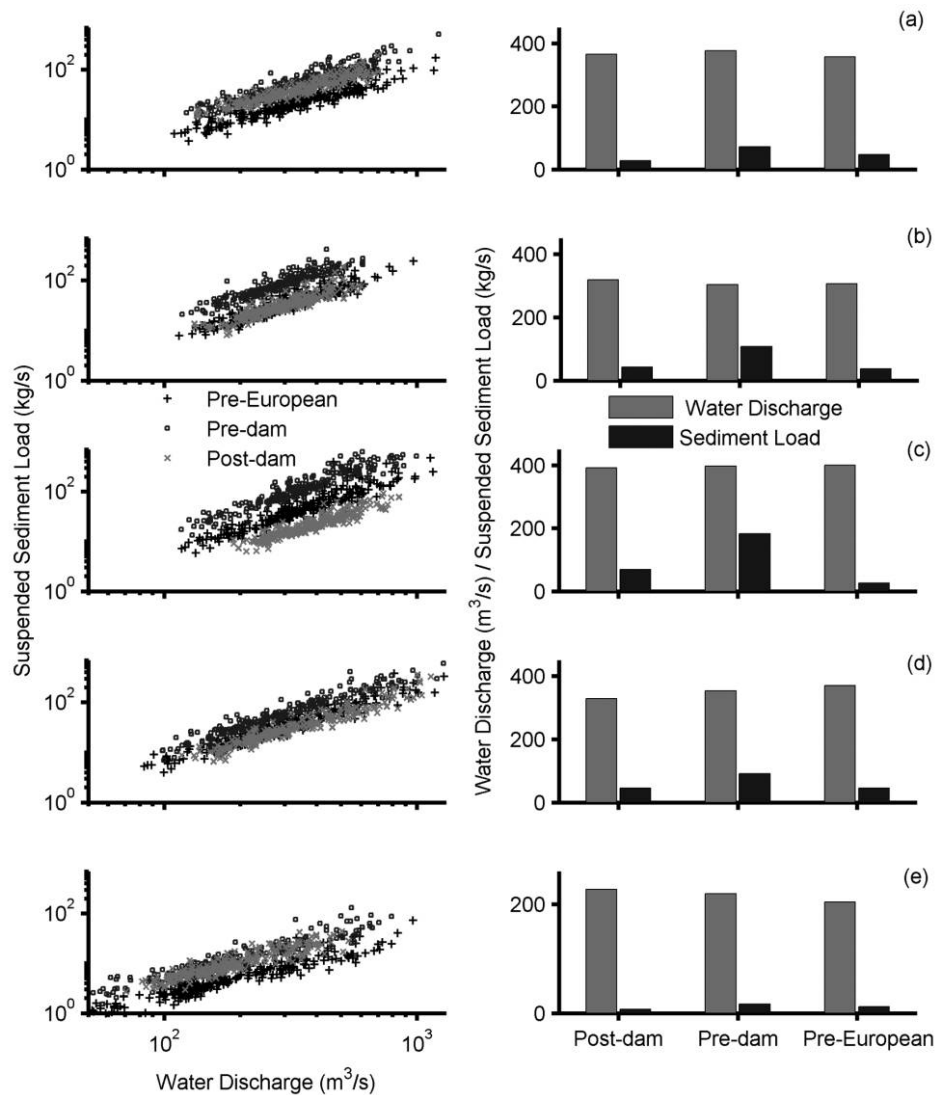 (a)
10²
10⁰
400
200
0
(b)
10²
10⁰
400
200
0
Suspended Sediment Load (kg/s)
Pre-European
Pre-dam
Post-dam
Water Discharge (m³/s) / Suspended Sediment Load (kg/s)
Water Discharge
Sediment Load
(c)
10²
10⁰
400
200
0
(d)
10²
10⁰
400
200
0
(e)
10²
10⁰
200
0
10² 10³
Water Discharge (m³/s)
Post-dam Pre-dam Pre-European